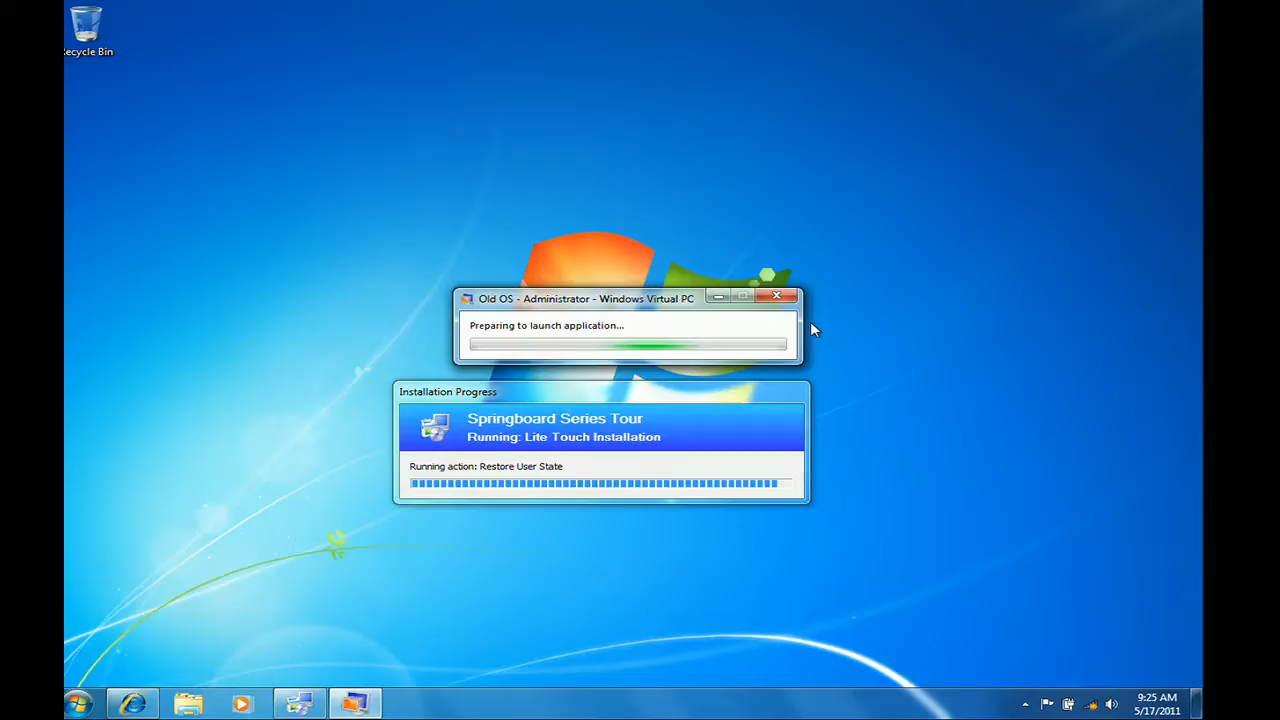 Recycle Bin
Old OS - Administrator - Windows Virtual PC
Preparing to launch application...
Installation Progress
Springboard Series Tour
Running: Lite Touch Installation
Running action: Restore User State
9:25 AM
5/17/2011